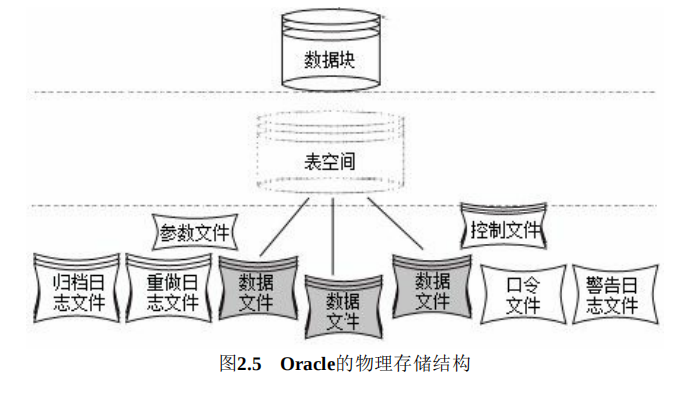 数据块
表空间
参数文件
控制文件
归档日
志文件
重做日
志文件
数据
文件
数据
文件
数据
文件
口令
文件
警告日
志文件
图2.5 Oracle的物理存储结构